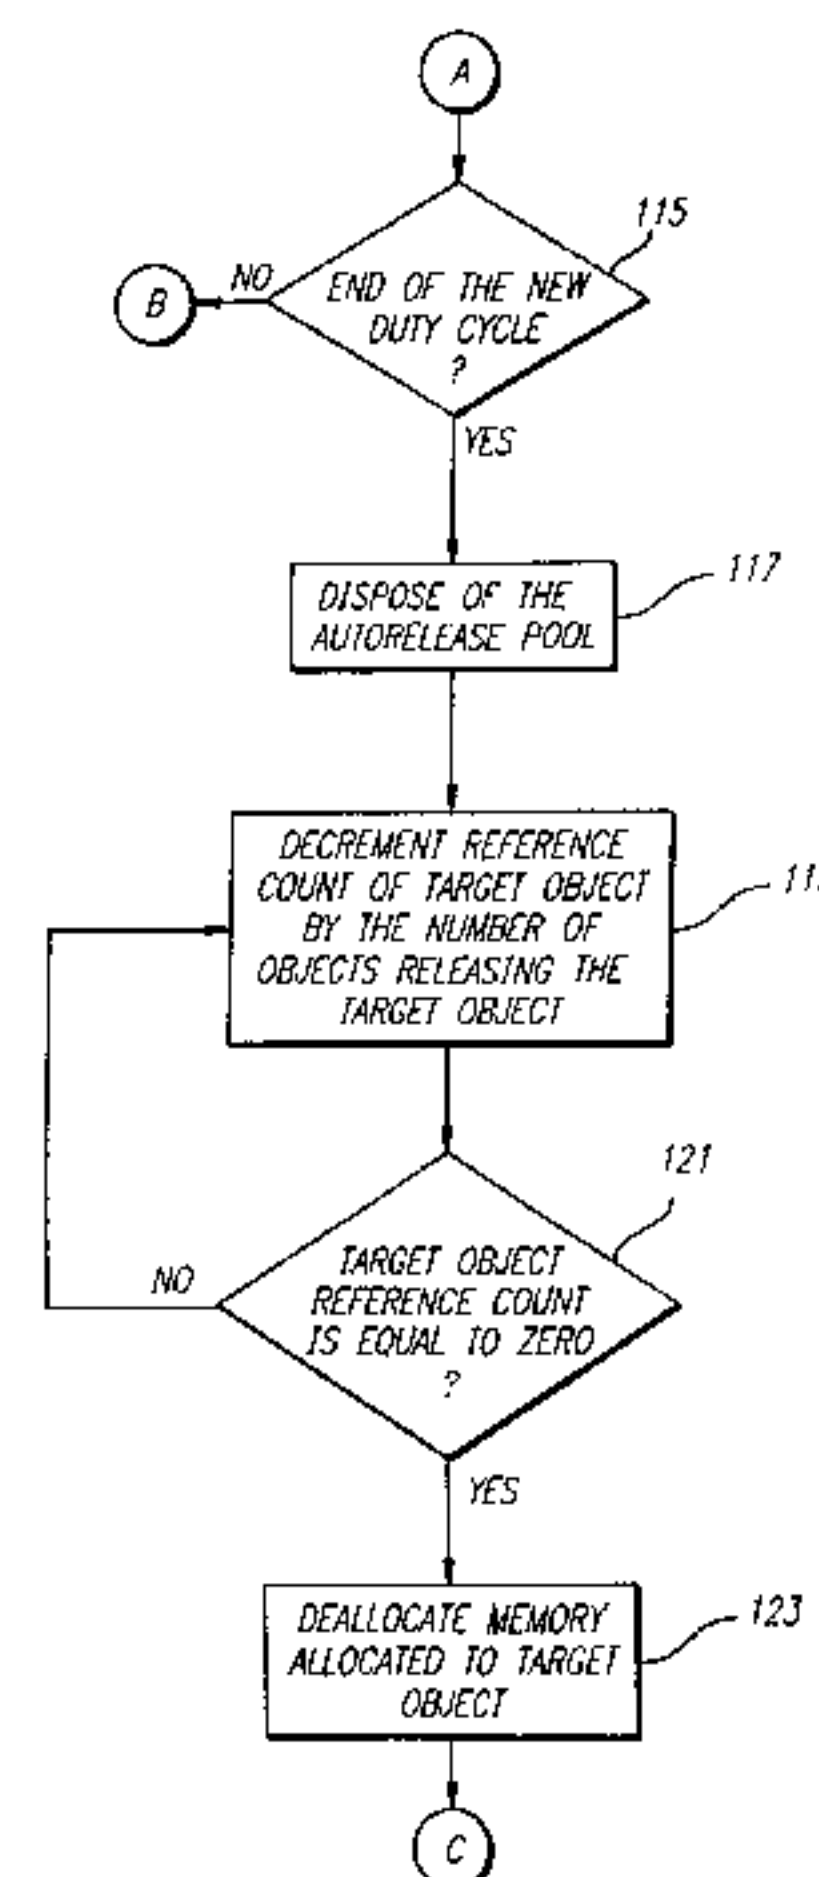 A
115
B
NO
END OF THE NEW
DUTY CYCLE
?
YES
117
DISPOSE OF THE
AUTORELEASE POOL
DECREMENT REFERENCE
COUNT OF TARGET OBJECT
BY THE NUMBER OF
OBJECTS RELEASING THE
TARGET OBJECT
121
NO
TARGET OBJECT
REFERENCE COUNT
IS EQUAL TO ZERO
?
YES
123
DEALLOCATE MEMORY
ALLOCATED TO TARGET
OBJECT
C